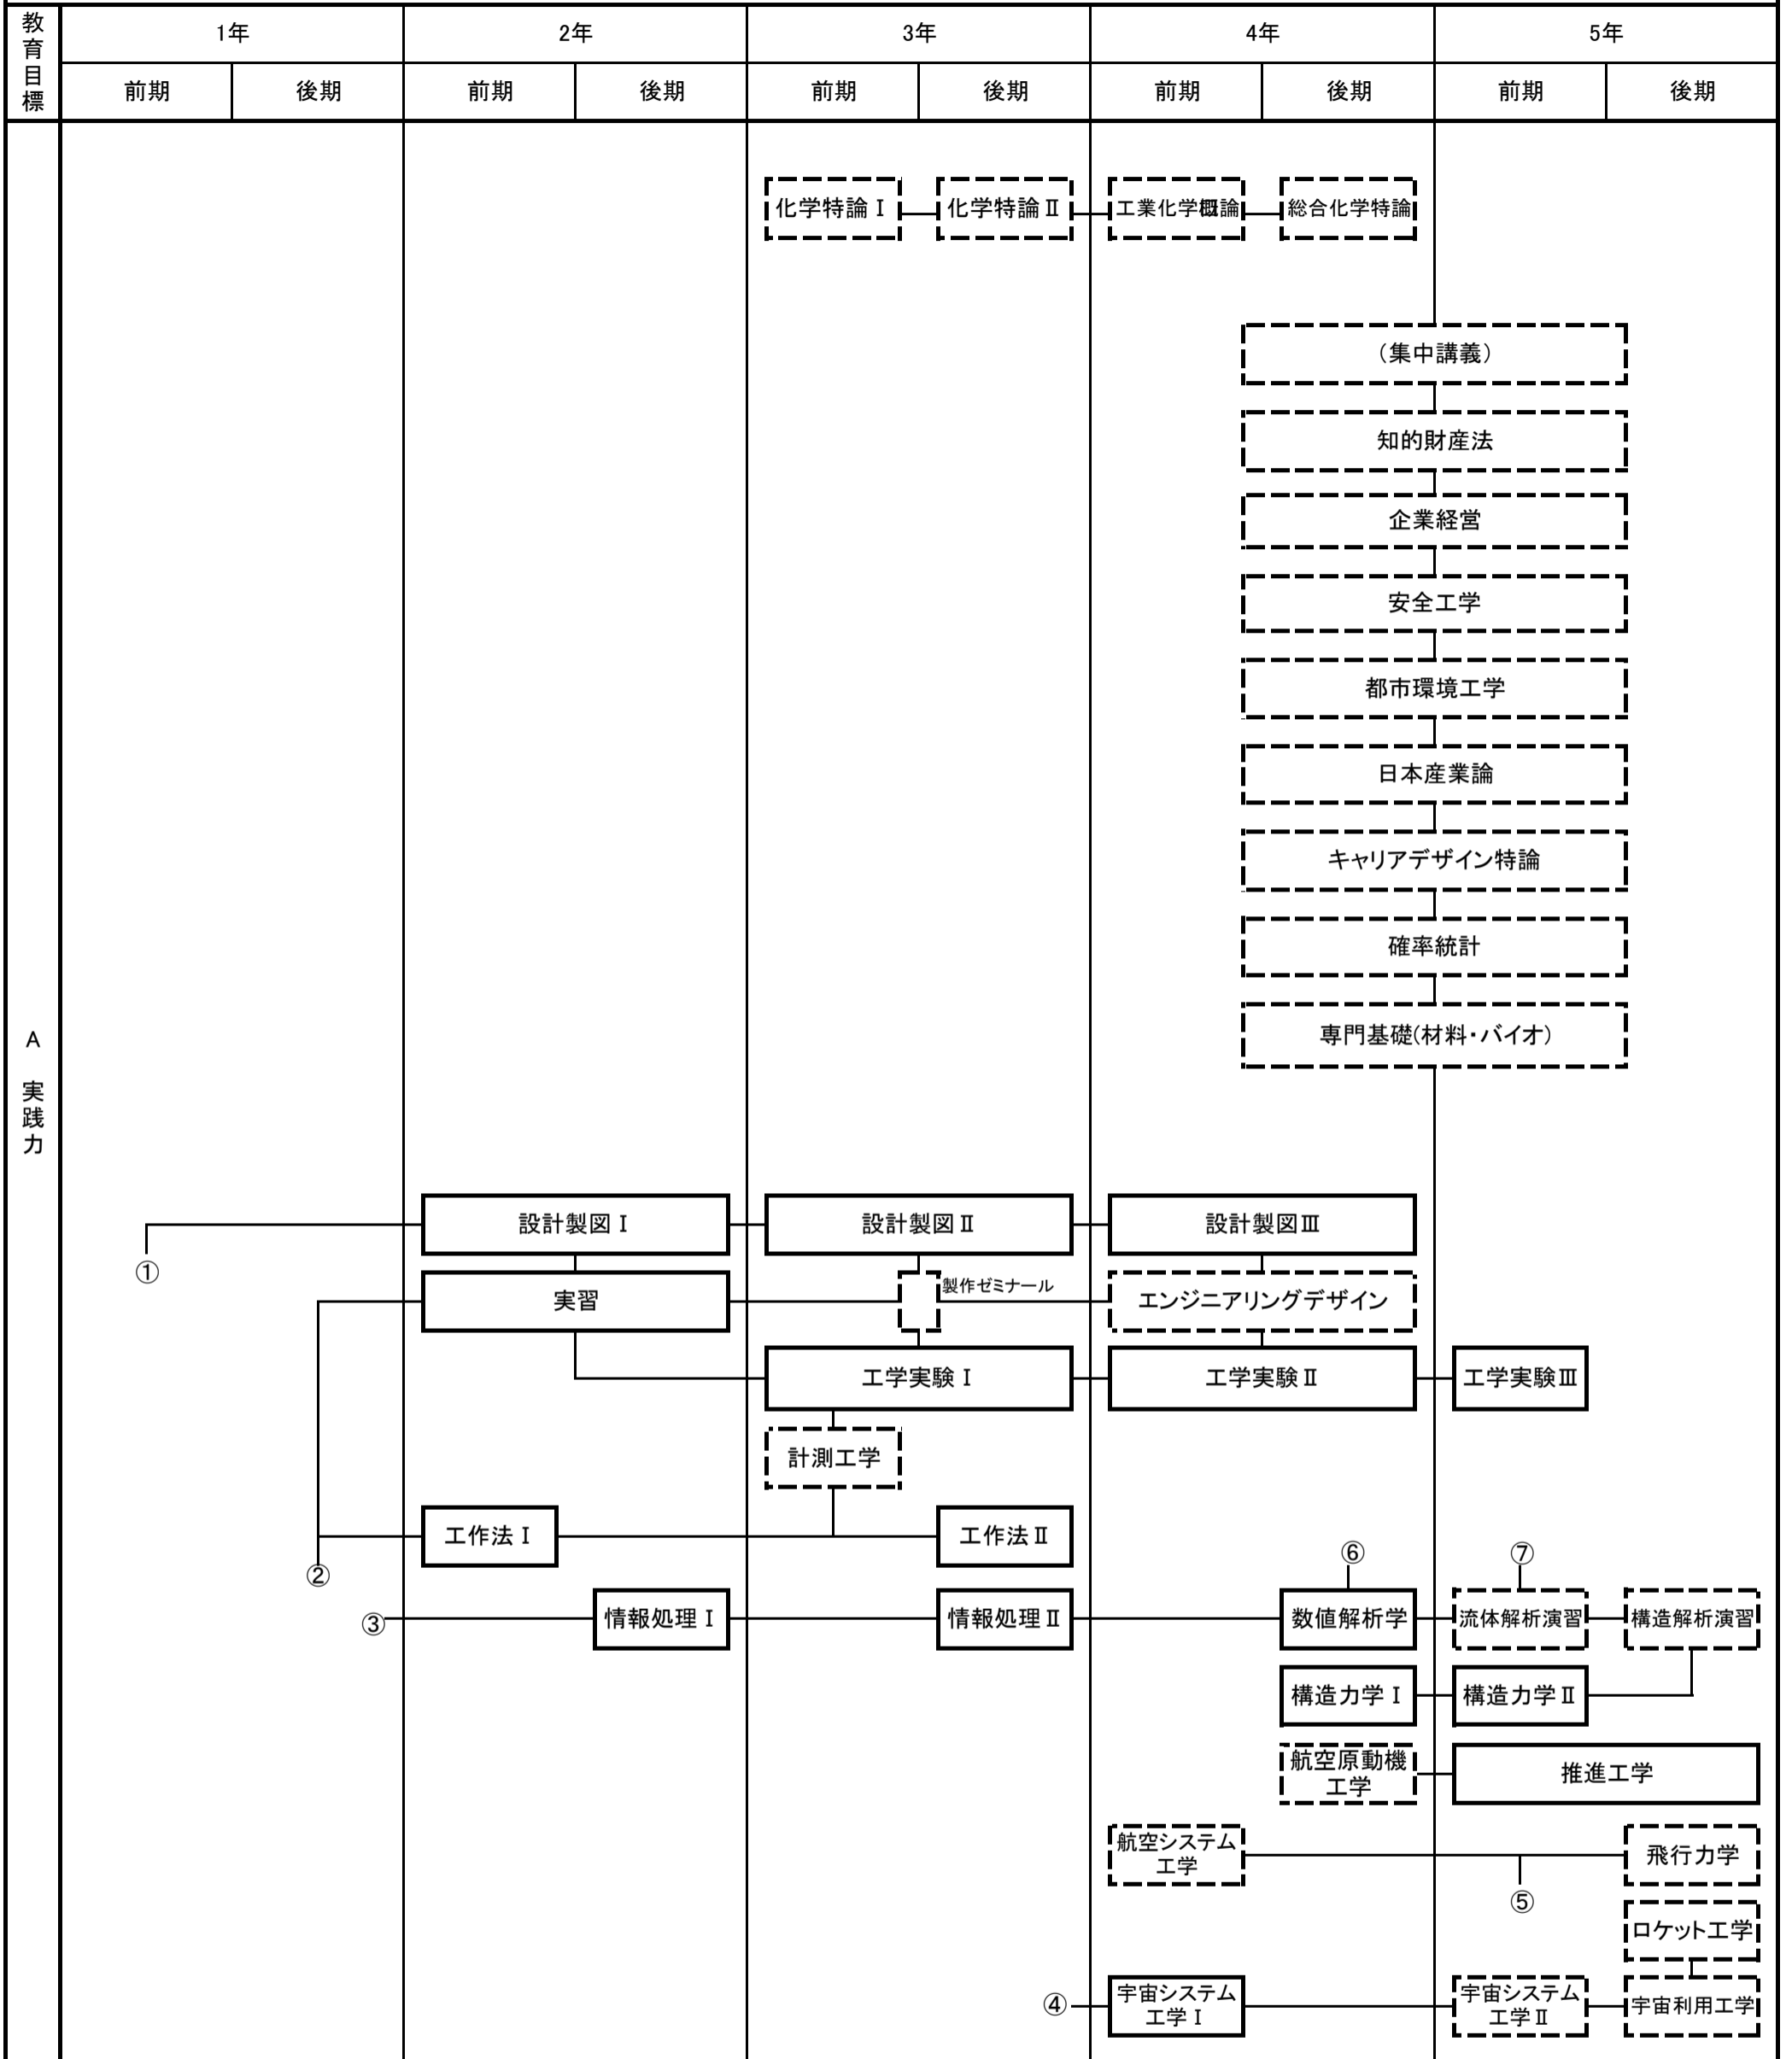 教育目標
1年
2年
3年
4年
5年
前期
後期
前期
後期
前期
後期
前期
後期
前期
後期
化学特論Ⅰ
化学特論Ⅱ
工業化学概論
総合化学特論
（集中講義）
知的財産法
企業経営
安全工学
都市環境工学
日本産業論
キャリアデザイン特論
確率統計
専門基礎(材料・バイオ)
A 実践力
設計製図Ⅰ
設計製図Ⅱ
設計製図Ⅲ
①
実習
製作ゼミナール
エンジニアリングデザイン
工学実験Ⅰ
工学実験Ⅱ
工学実験Ⅲ
計測工学
工作法Ⅰ
工作法Ⅱ
②
⑥
⑦
③
情報処理Ⅰ
情報処理Ⅱ
数値解析学
流体解析演習
構造解析演習
構造力学Ⅰ
構造力学Ⅱ
航空原動機
工学
推進工学
航空システム
工学
飛行力学
⑤
ロケット工学
④
宇宙システム
工学Ⅰ
宇宙システム
工学Ⅱ
宇宙利用工学